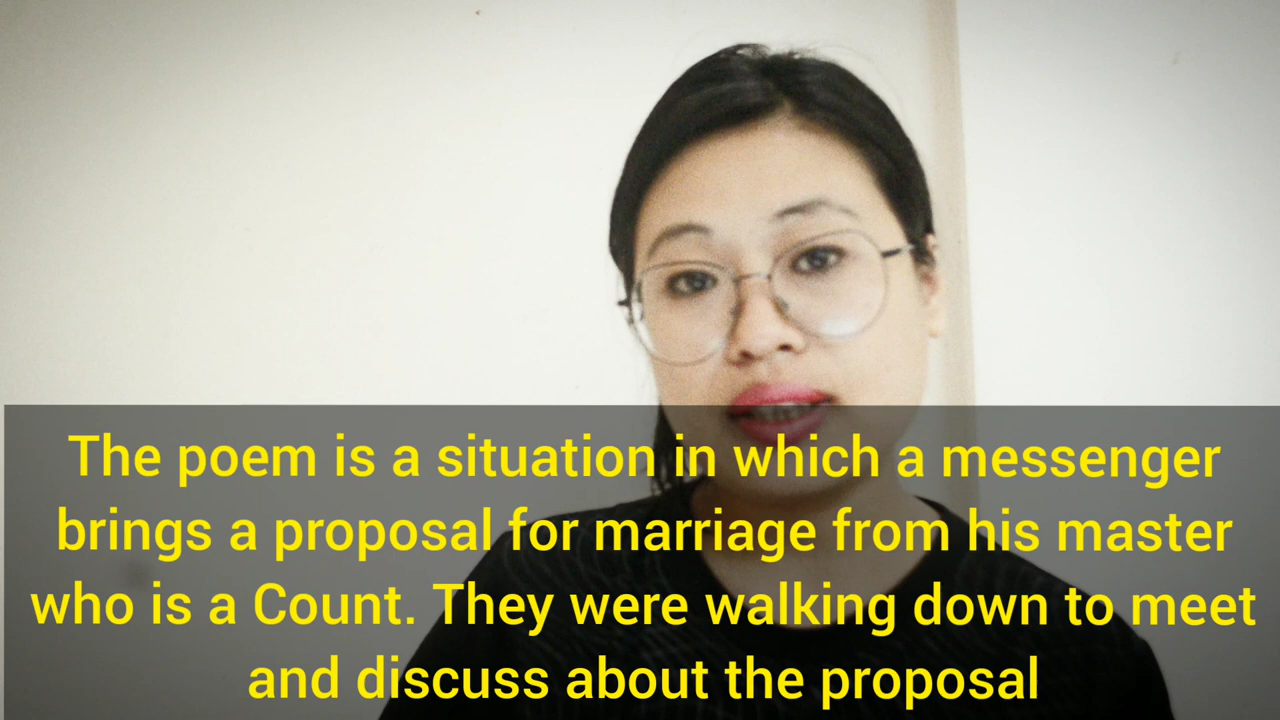 The poem is a situation in which a messenger
brings a proposal for marriage from his master
who is a Count. They were walking down to meet
and discuss about the proposal